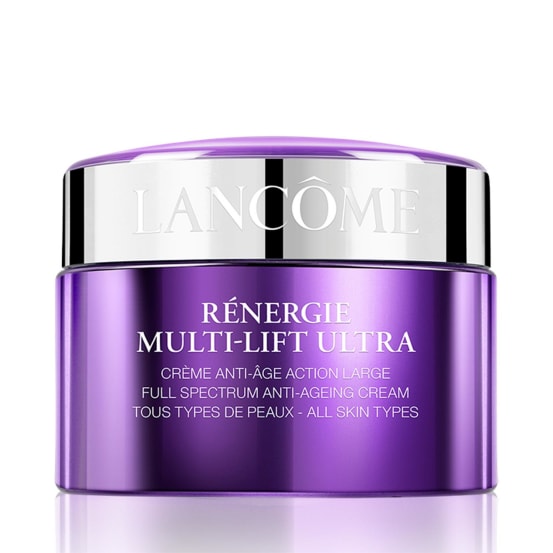 LANCÔME
RÉNERGIE
MULTI-LIFT ULTRA
CRÈME ANTI-ÂGE ACTION LARGE
FULL SPECTRUM ANTI-AGEING CREAM
TOUS TYPES DE PEAUX - ALL SKIN TYPES